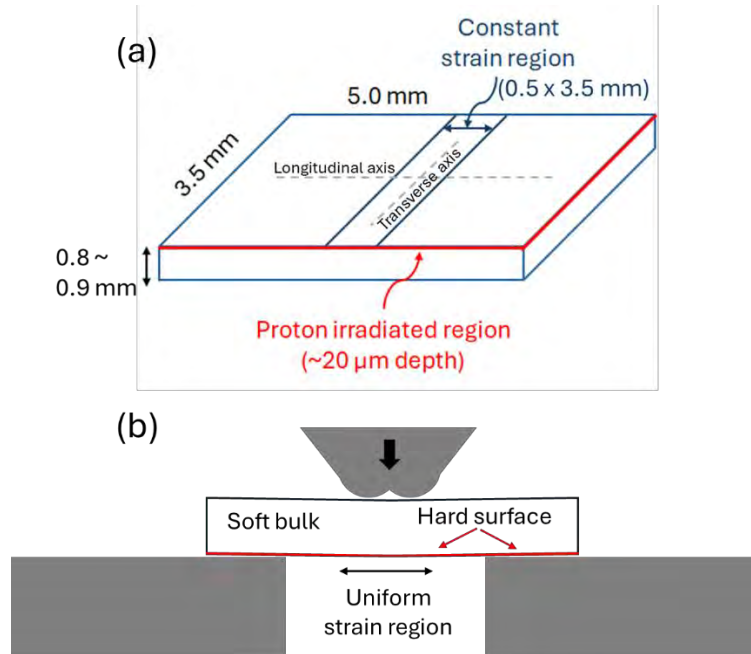 (a)
Constant
strain region
(0.5 x 3.5 mm)
5.0 mm
3.5 mm
Longitudinal axis
Transverse axis
0.8 ~
0.9 mm
Proton irradiated region
(~20 µm depth)
(b)
Soft bulk
Hard surface
Uniform
strain region